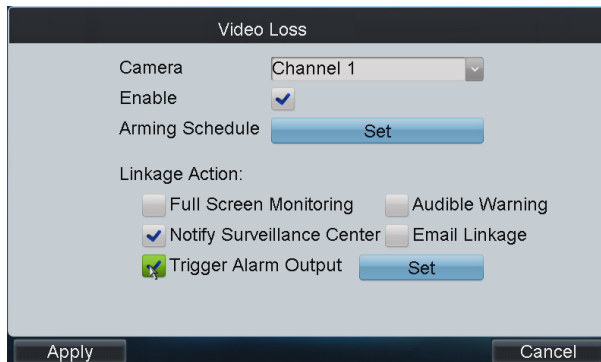 Video Loss
Camera Channel 1
Enable
Arming Schedule Set
Linkage Action:
Full Screen Monitoring Audible Warning
Notify Surveillance Center Email Linkage
Trigger Alarm Output Set
Apply Cancel